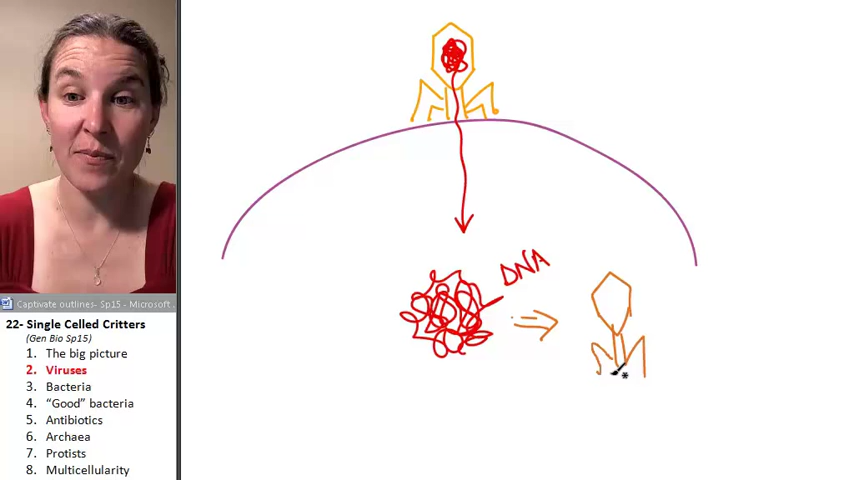 DNA
Captivate outlines- Sp15 - Microsoft .
22- Single Celled Critters
(Gen Bio Sp15)
1. The big picture
2. Viruses
3. Bacteria
4. “Good” bacteria
5. Antibiotics
6. Archaea
7. Protists
8. Multicellularity